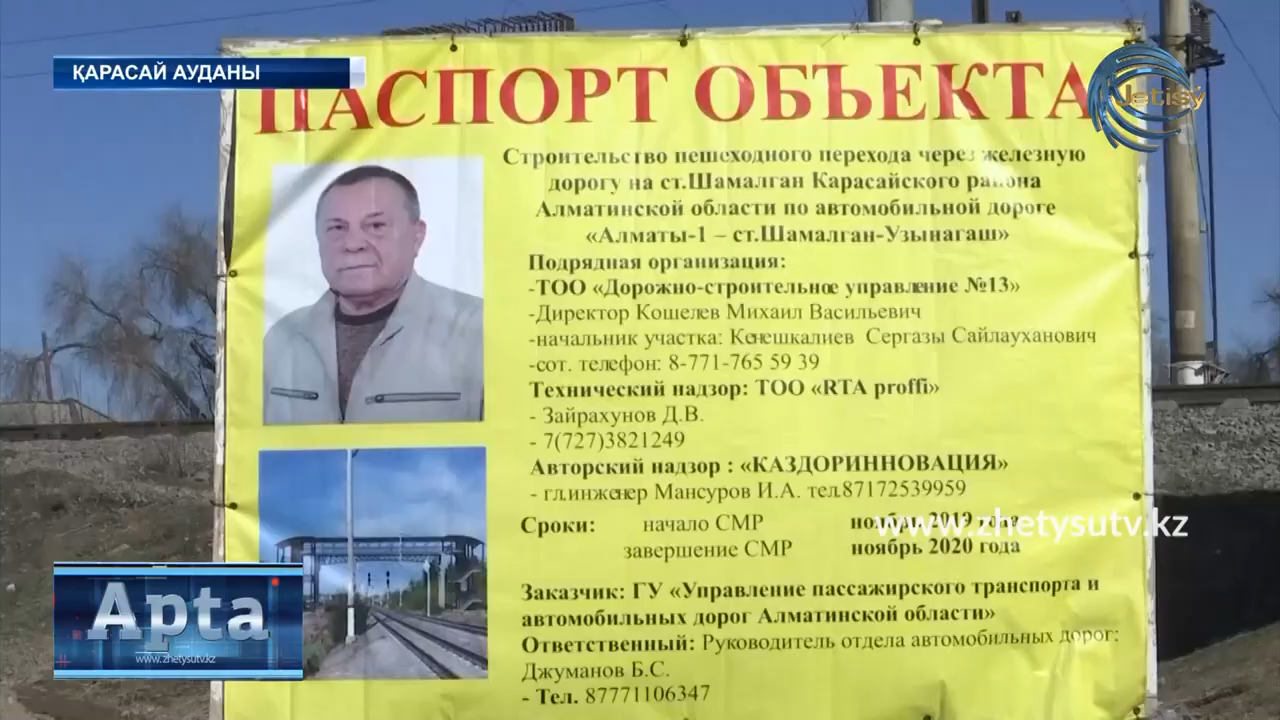 ҚАРАСАЙ АУДАНЫ
Jetisý
ПАСПОРТ ОБЪЕКТА
Строительство пешеходного перехода через железную
дорогу на ст.Шамалган Карасайского района
Алматинской области по автомобильной дороге
«Алматы-1 – ст.Шамалган-Узынагаш»
Подрядная организация:
-ТОО «Дорожно-строительное управление №13»
-Директор Кошелев Михаил Васильевич
-начальник участка: Кенешкалиев Сергазы Сайлауханович
-сот. телефон: 8-771-765 59 39
Технический надзор: ТОО «RTA proffi»
- Зайрахунов Д.В.
- 7(727)3821249
Авторский надзор : «КАЗДОРИННОВАЦИЯ»
- гл.инженер Мансуров И.А. тел.87172539959
Сроки: начало СМР ноябрь 2019 года
www.zhetysutv.kz
завершение СМР ноябрь 2020 года
Заказчик: ГУ «Управление пассажирского транспорта и
автомобильных дорог Алматинской области»
Ответственный: Руководитель отдела автомобильных дорог:
Джуманов Б.С.
- Тел. 87771106347
Apta
www.zhetysutv.kz